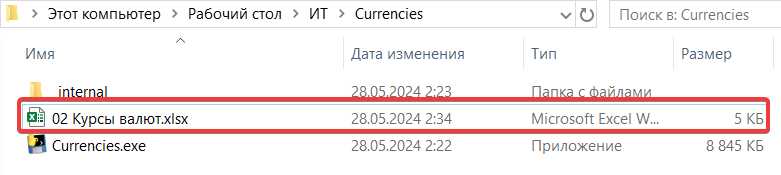 Этот компьютер > Рабочий стол > ИТ > Currencies Поиск в: Currencies
Имя Дата изменения Тип Размер
_internal 28.05.2024 2:23 Папка с файлами
02 Курсы валют.xlsx 28.05.2024 2:34 Microsoft Excel W... 5 КБ
Currencies.exe 28.05.2024 2:22 Приложение 8 845 КБ